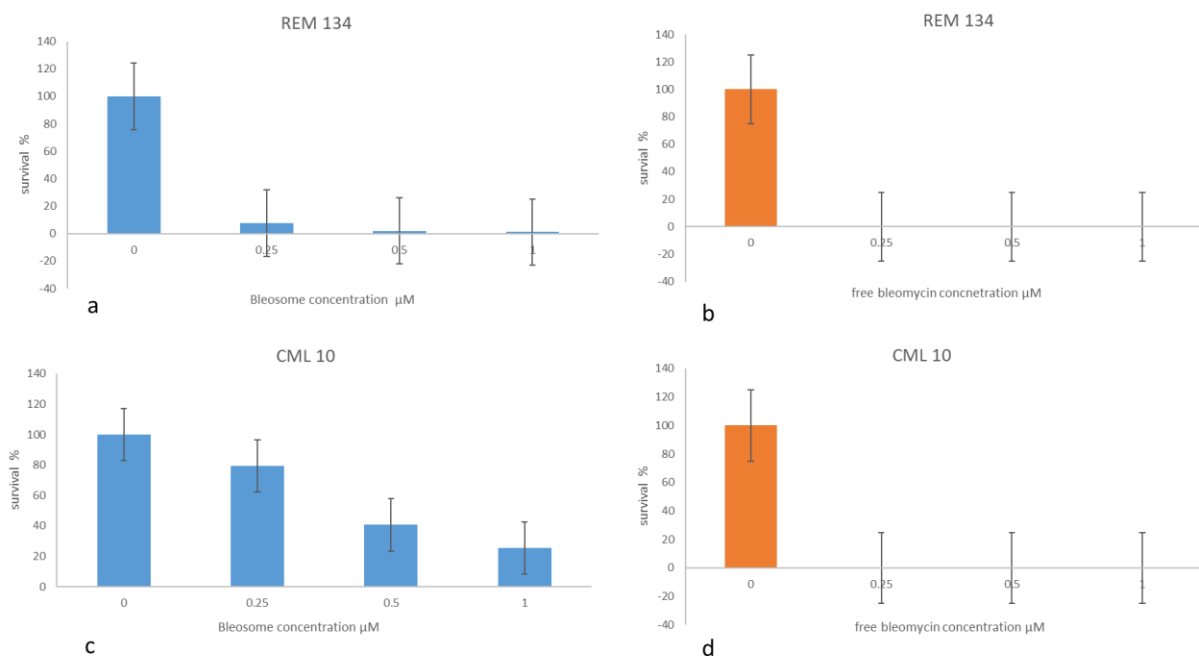 REM 134
140
120
100
80
60
40
20
0
-20
-40
survival %
0 0.25 0.5 1
Bleosome concentration µM
a
REM 134
140
120
100
80
60
40
20
0
-20
-40
survial %
0 0.25 0.5 1
free bleomycin concnetration µM
b
CML 10
140
120
100
80
60
40
20
0
survival %
0 0.25 0.5 1
Bleosome concentration µM
c
CML 10
140
120
100
80
60
40
20
0
-20
-40
survival %
0 0.25 0.5 1
free bleomycin concentration µM
d